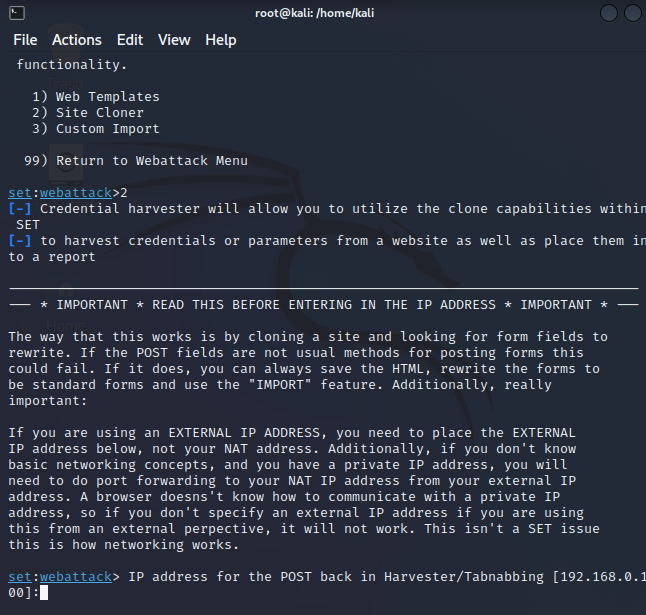 root@kali: /home/kali
File Actions Edit View Help
functionality.
1) Web Templates
2) Site Cloner
3) Custom Import
99) Return to Webattack Menu
set:webattack>2
[-] Credential harvester will allow you to utilize the clone capabilities within
SET
[-] to harvest credentials or parameters from a website as well as place them in
to a report
--- * IMPORTANT * READ THIS BEFORE ENTERING IN THE IP ADDRESS * IMPORTANT * ---
The way that this works is by cloning a site and looking for form fields to
rewrite. If the POST fields are not usual methods for posting forms this
could fail. If it does, you can always save the HTML, rewrite the forms to
be standard forms and use the "IMPORT" feature. Additionally, really
important:
If you are using an EXTERNAL IP ADDRESS, you need to place the EXTERNAL
IP address below, not your NAT address. Additionally, if you don't know
basic networking concepts, and you have a private IP address, you will
need to do port forwarding to your NAT IP address from your external IP
address. A browser doesns't know how to communicate with a private IP
address, so if you don't specify an external IP address if you are using
this from an external perpective, it will not work. This isn't a SET issue
this is how networking works.
set:webattack> IP address for the POST back in Harvester/Tabnabbing [192.168.0.1
00]: